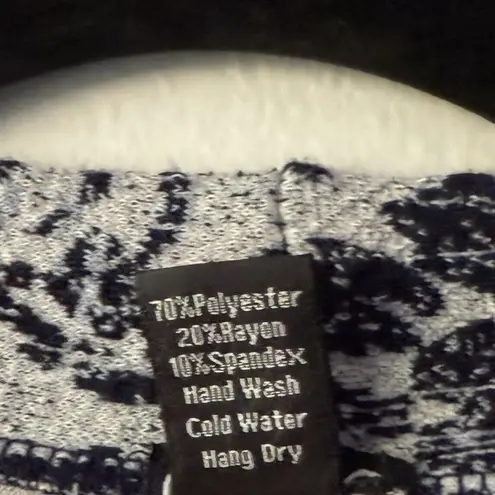 70%Polyester
20%Rayon
10%Spandex
Hand Wash
Cold Water
Hang Dry